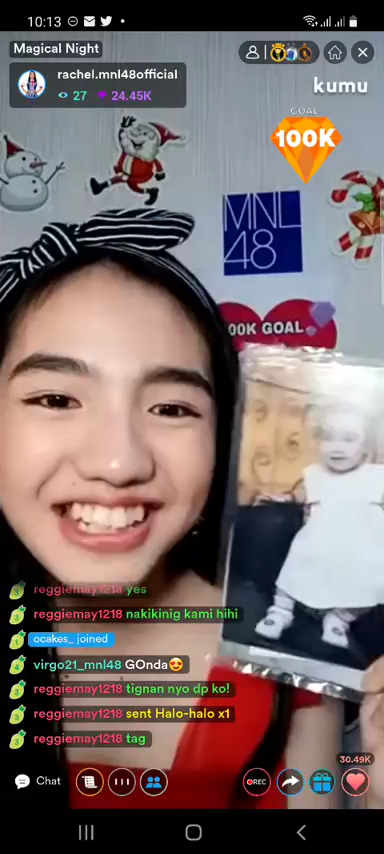 10:13
Magical Night
rachel.mnl48official
27 24.45K
kumu
GOAL
100K
MNL
48
00K GOAL
reggiemay1218 yes
reggiemay1218 nakikinig kami hihi
ocakes_ joined
virgo21_mnl48 GOnda😍
reggiemay1218 tignan nyo dp ko!
reggiemay1218 sent Halo-halo x1
reggiemay1218 tag
30.49K
Chat
REC